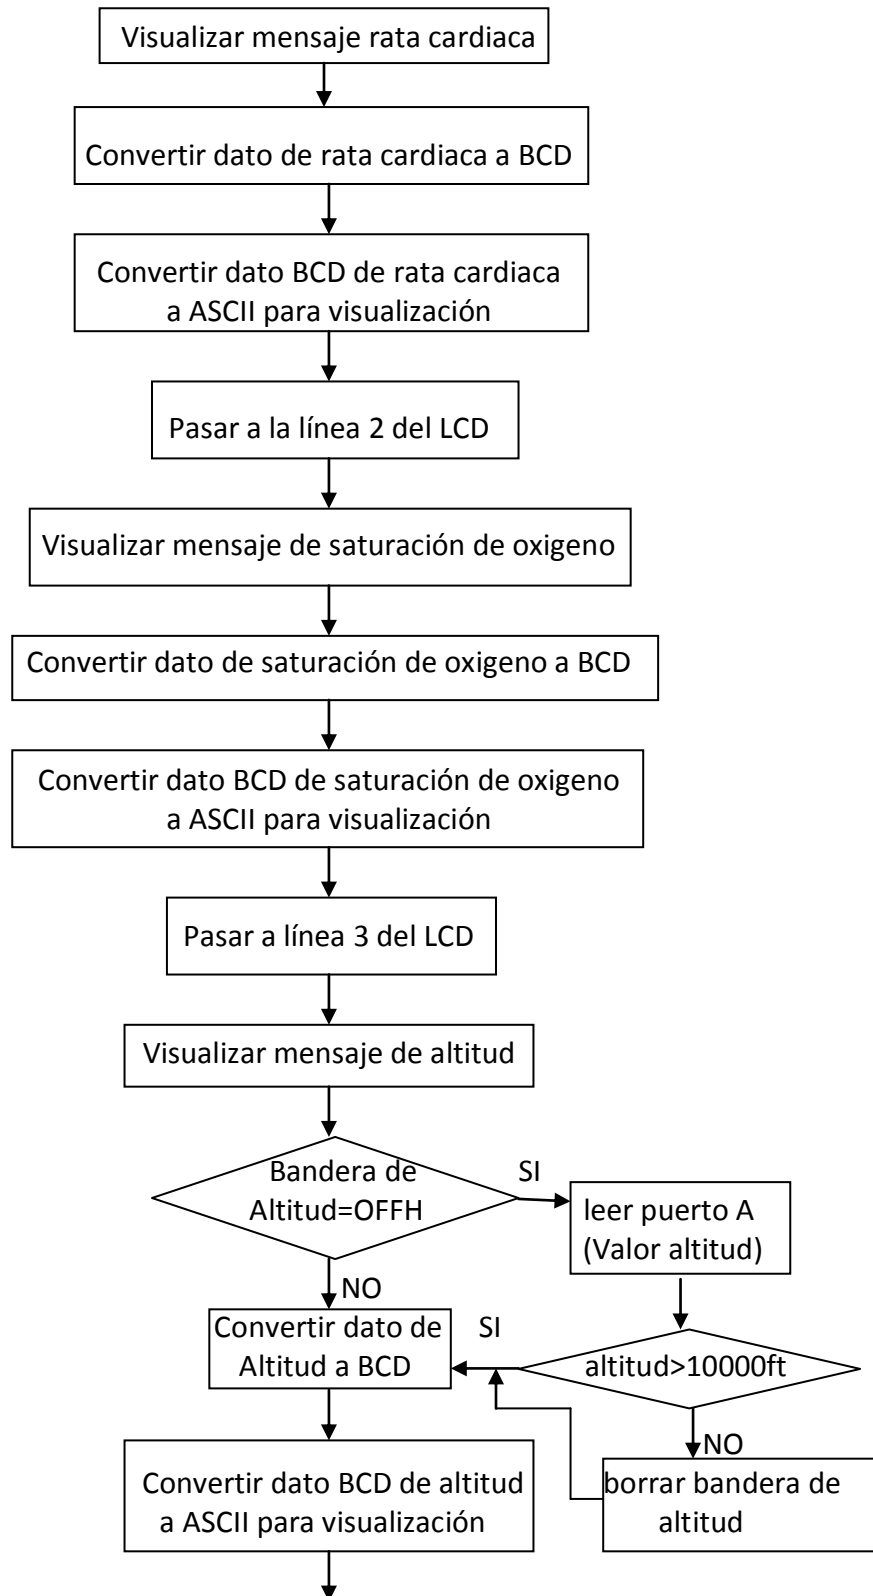 Visualizar mensaje rata cardiaca
Convertir dato de rata cardiaca a BCD
Convertir dato BCD de rata cardiaca
a ASCII para visualización
Pasar a la línea 2 del LCD
Visualizar mensaje de saturación de oxigeno
Convertir dato de saturación de oxigeno a BCD
Convertir dato BCD de saturación de oxigeno
a ASCII para visualización
Pasar a línea 3 del LCD
Visualizar mensaje de altitud
Bandera de
Altitud=OFFH
SI
leer puerto A
(Valor altitud)
NO
Convertir dato de
Altitud a BCD
SI
altitud>10000ft
NO
borrar bandera de
altitud
Convertir dato BCD de altitud
a ASCII para visualización